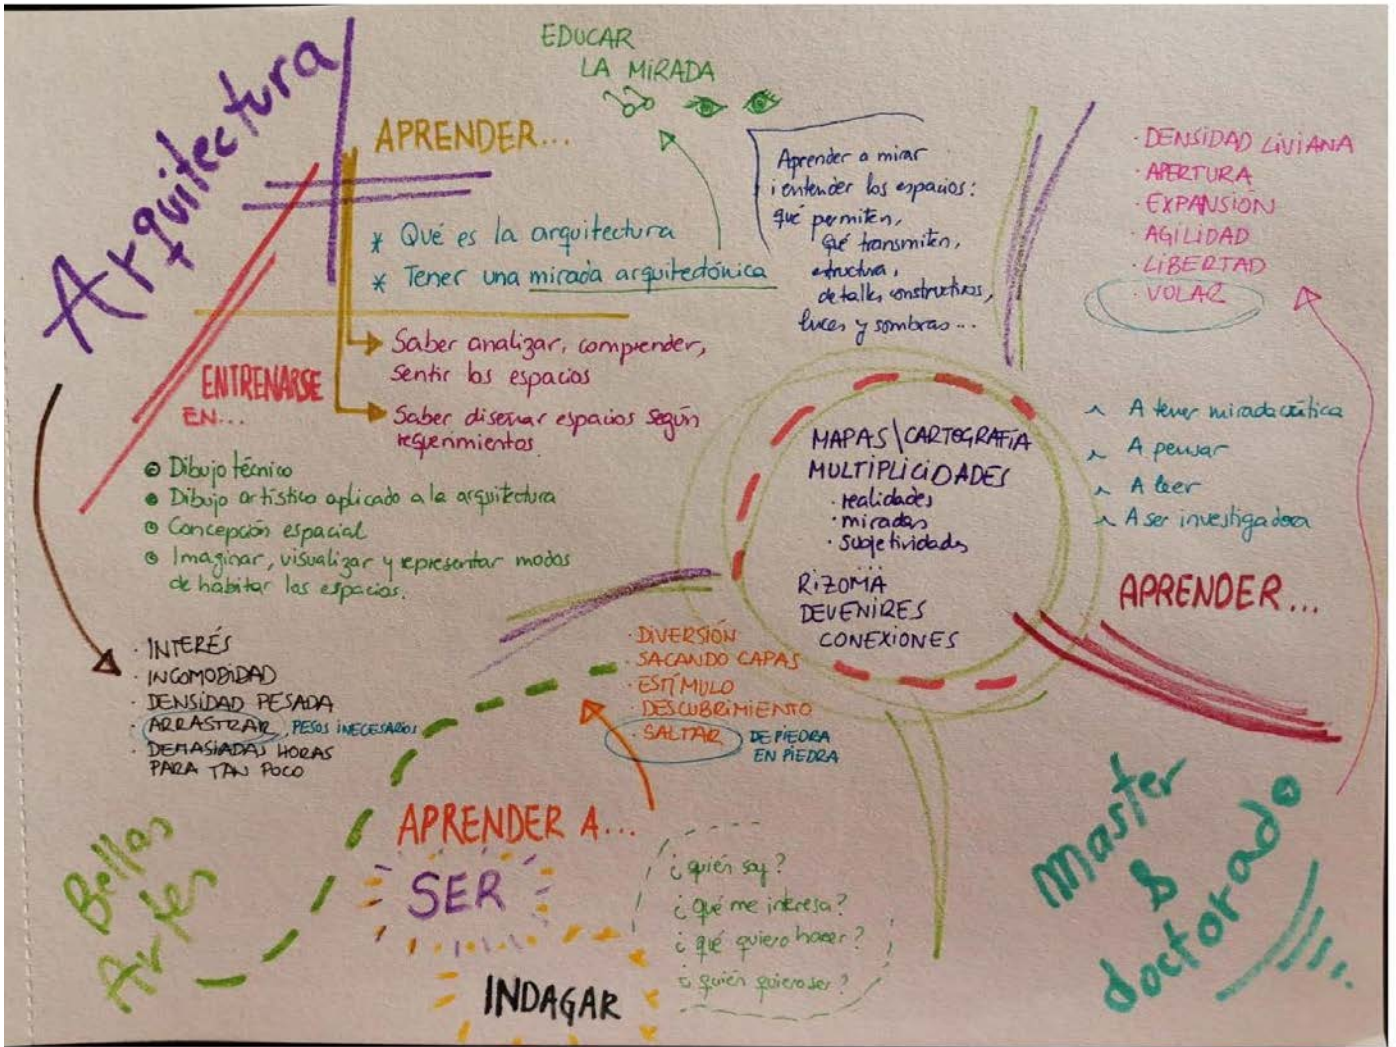 Arquitectura
EDUCAR
LA MIRADA
APRENDER...
* Qué es la arquitectura
* Tener una mirada arquitectónica
Saber analizar, comprender,
sentir los espacios
Saber diseñar espacios según
requerimientos
Aprender a mirar
i entender los espacios:
qué permiten,
qué transmiten,
estructura,
detalles constructivos,
luces y sombras...
ENTRENARSE
EN...
Dibujo técnico
Dibujo artístico aplicado a la arquitectura
Concepción espacial
Imaginar, visualizar y representar modos
de habitar los espacios.
· INTERÉS
· INCOMODIDAD
· DENSIDAD PESADA
· ARRASTRAR PESOS INECESARIOS
· DEMASIADAS HORAS
PARA TAN POCO
MAPAS\CARTOGRAFÍA
MULTIPLICIDADES
· realidades
· miradas
· subjetividades
...
RIZOMA
DEVENIRES
CONEXIONES
· DENSIDAD LIVIANA
· APERTURA
· EXPANSIÓN
· AGILIDAD
· LIBERTAD
· VOLAR
A tener mirada crítica
A pensar
A leer
A ser investigadora
APRENDER...
Master
&
doctorado
· DIVERSIÓN
· SACANDO CAPAS
· ESTÍMULO
· DESCUBRIMIENTO
· SALTAR DE PIEDRA
EN PIEDRA
APRENDER A...
SER
INDAGAR
¿quién soy?
¿qué me interesa?
¿qué quiero hacer?
¿quién quiero ser?
Bellas
Artes